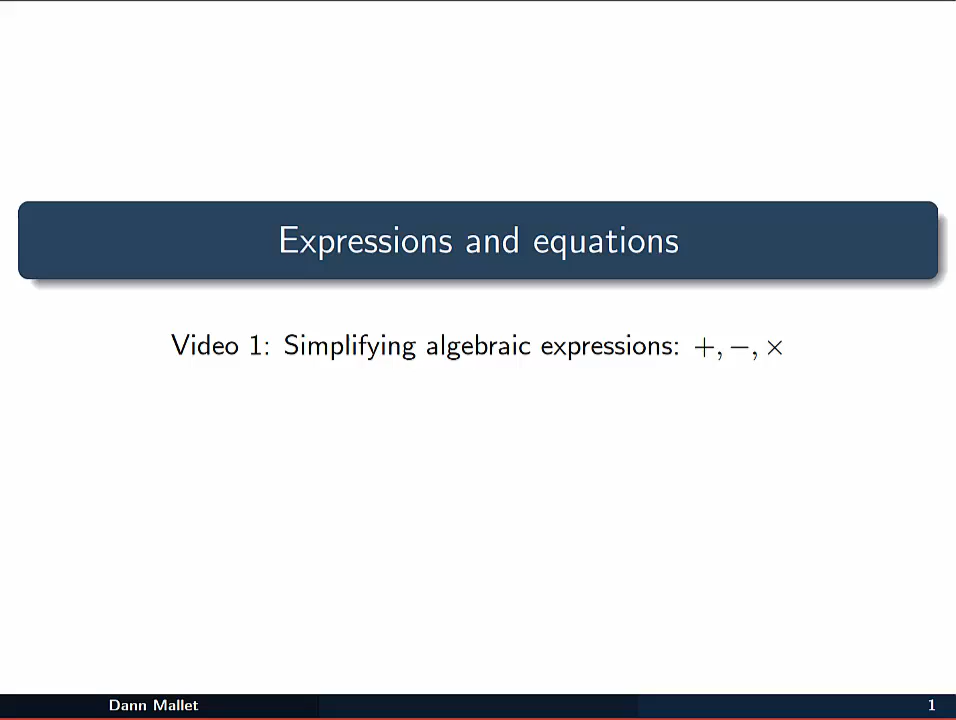 Expressions and equations
Video 1: Simplifying algebraic expressions: +, −, ×
Dann Mallet
1